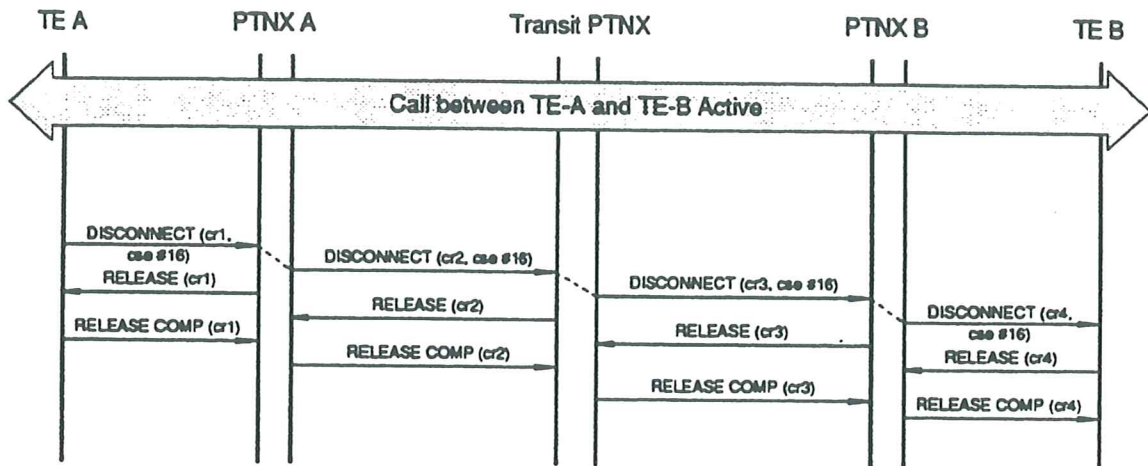 TE A PTNX A Transit PTNX PTNX B TE B
Call between TE-A and TE-B Active
DISCONNECT (cr1,
cse #16)
RELEASE (cr1)
RELEASE COMP (cr1)
DISCONNECT (cr2, cse #16)
RELEASE (cr2)
RELEASE COMP (cr2)
DISCONNECT (cr3, cse #16)
RELEASE (cr3)
RELEASE COMP (cr3)
DISCONNECT (cr4,
cse #16)
RELEASE (cr4)
RELEASE COMP (cr4)